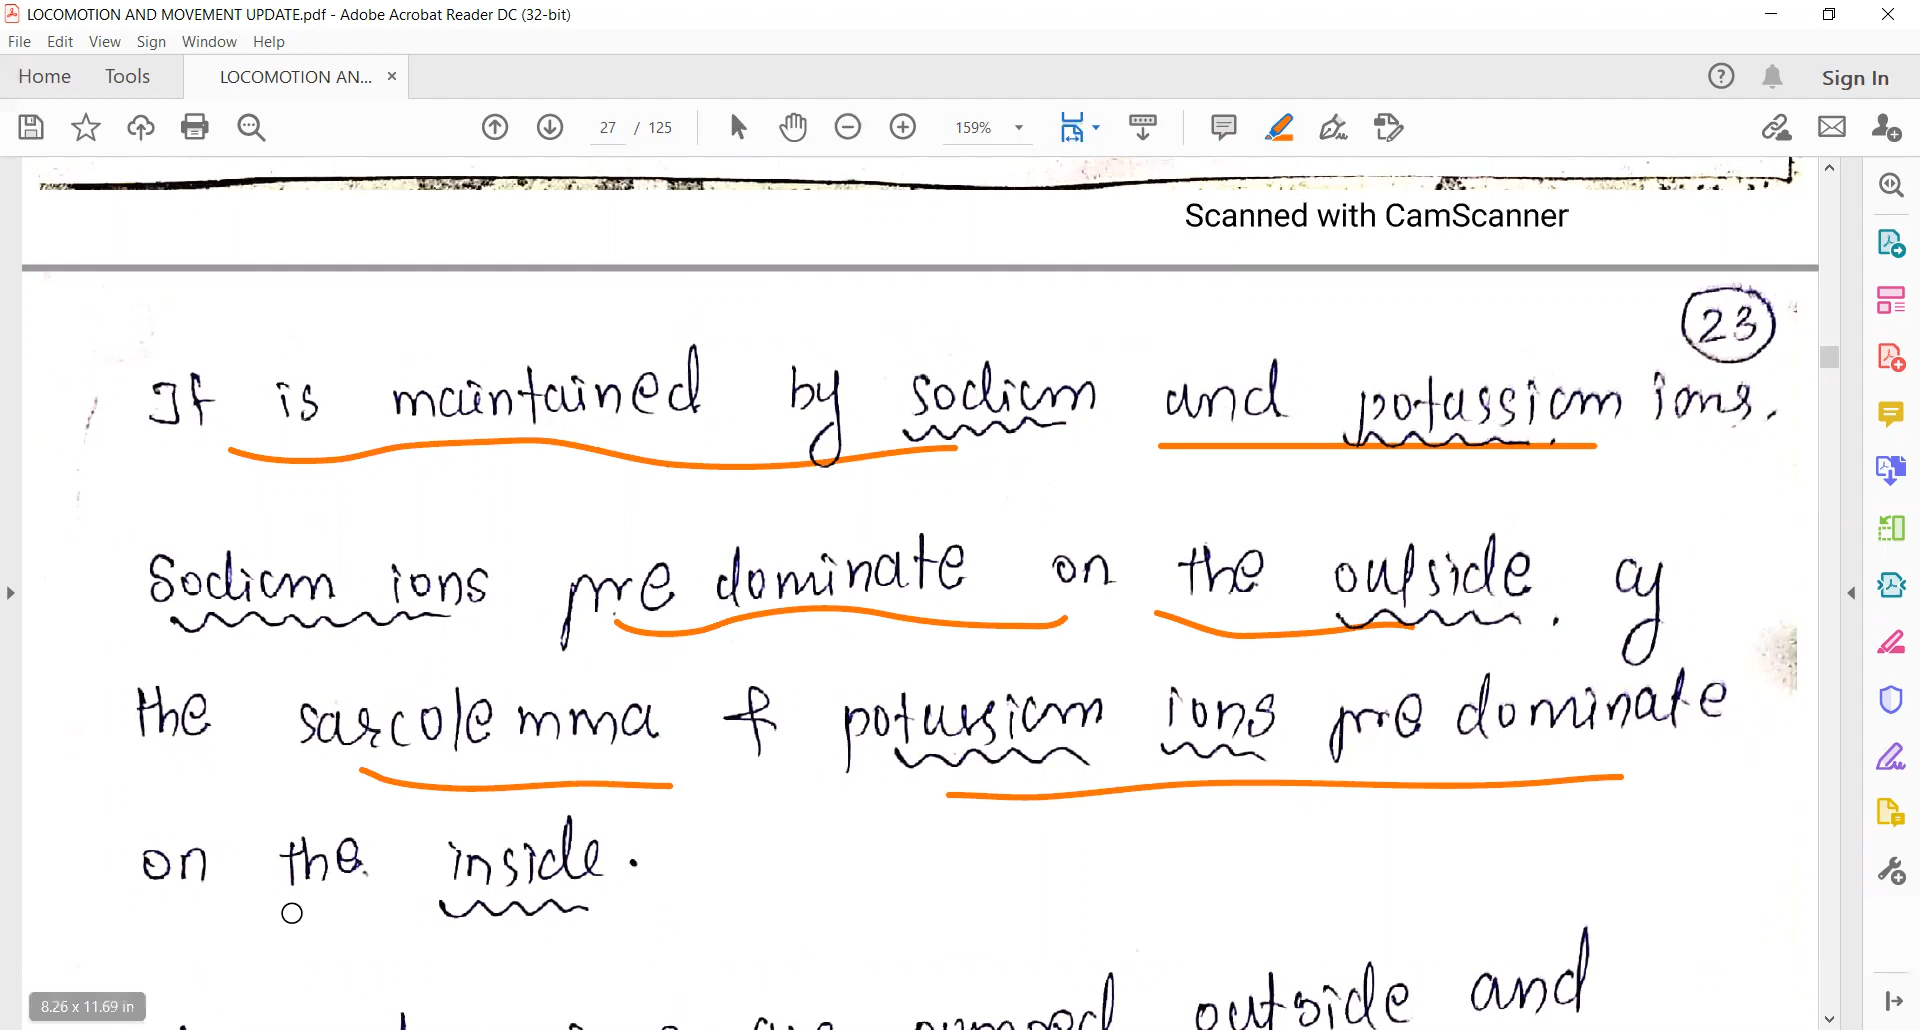 LOCOMOTION AND MOVEMENT UPDATE.pdf - Adobe Acrobat Reader DC (32-bit)
File Edit View Sign Window Help
Home Tools LOCOMOTION AN... × Sign In
27 / 125 159%
Scanned with CamScanner
23
It is maintained by sodium and potassium ions.
Sodium ions pre dominate on the outside. of
the sarcolemma & potassium ions pre dominate
on the inside.
outside and
8.26 x 11.69 in